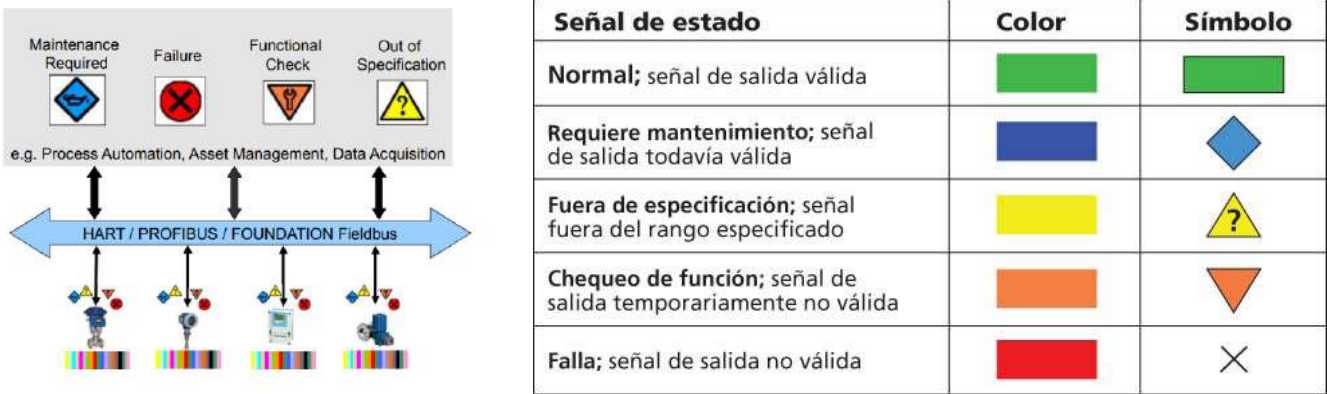 Maintenance
Required
Failure
Functional
Check
Out of
Specification
?
e.g. Process Automation, Asset Management, Data Acquisition
HART / PROFIBUS / FOUNDATION Fieldbus
Señal de estado Color Símbolo
Normal; señal de salida válida
Requiere mantenimiento; señal
de salida todavía válida
Fuera de especificación; señal
fuera del rango especificado
?
Chequeo de función; señal de
salida temporariamente no válida
Falla; señal de salida no válida